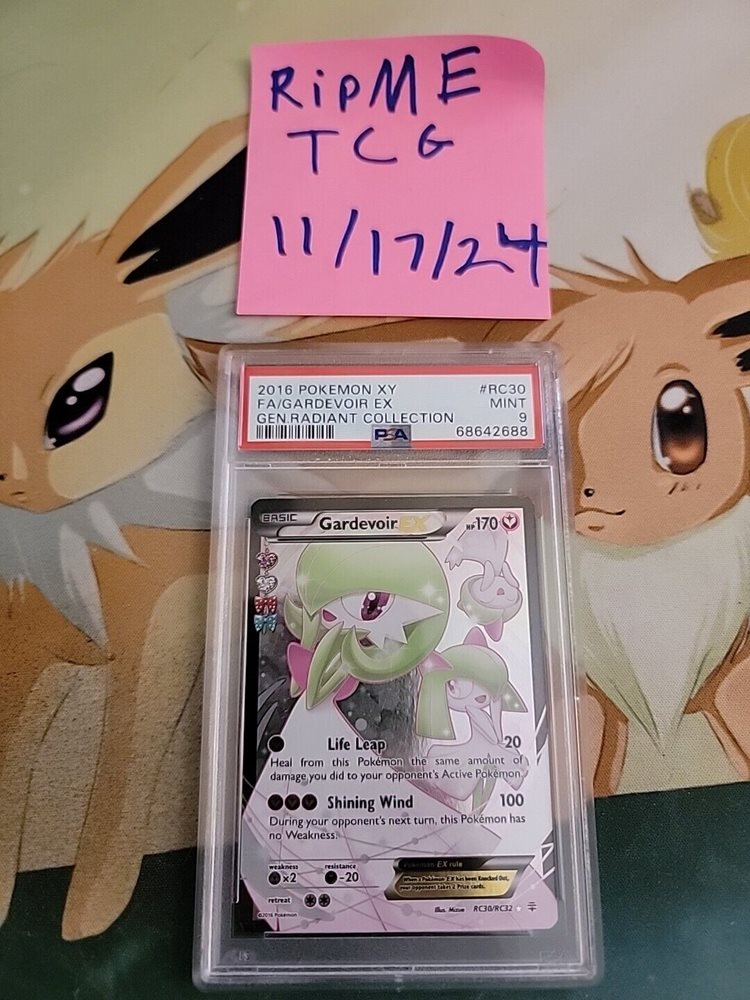 RipME
TCG
11/17/24
2016 POKEMON XY #RC30
FA/GARDEVOIR EX MINT
GEN.RADIANT COLLECTION 9
PSA 68642688
BASIC Gardevoir EX HP170
Life Leap 20
Heal from this Pokémon the same amount of
damage you did to your opponent's Active Pokémon.
Shining Wind 100
During your opponent's next turn, this Pokémon has
no Weakness.
weakness resistance Pokémon EX rule
×2 -20 When a Pokémon-EX has been Knocked Out,
your opponent takes 2 Prize cards.
retreat
©2016 Pokémon Illus. Mizue RC30/RC32